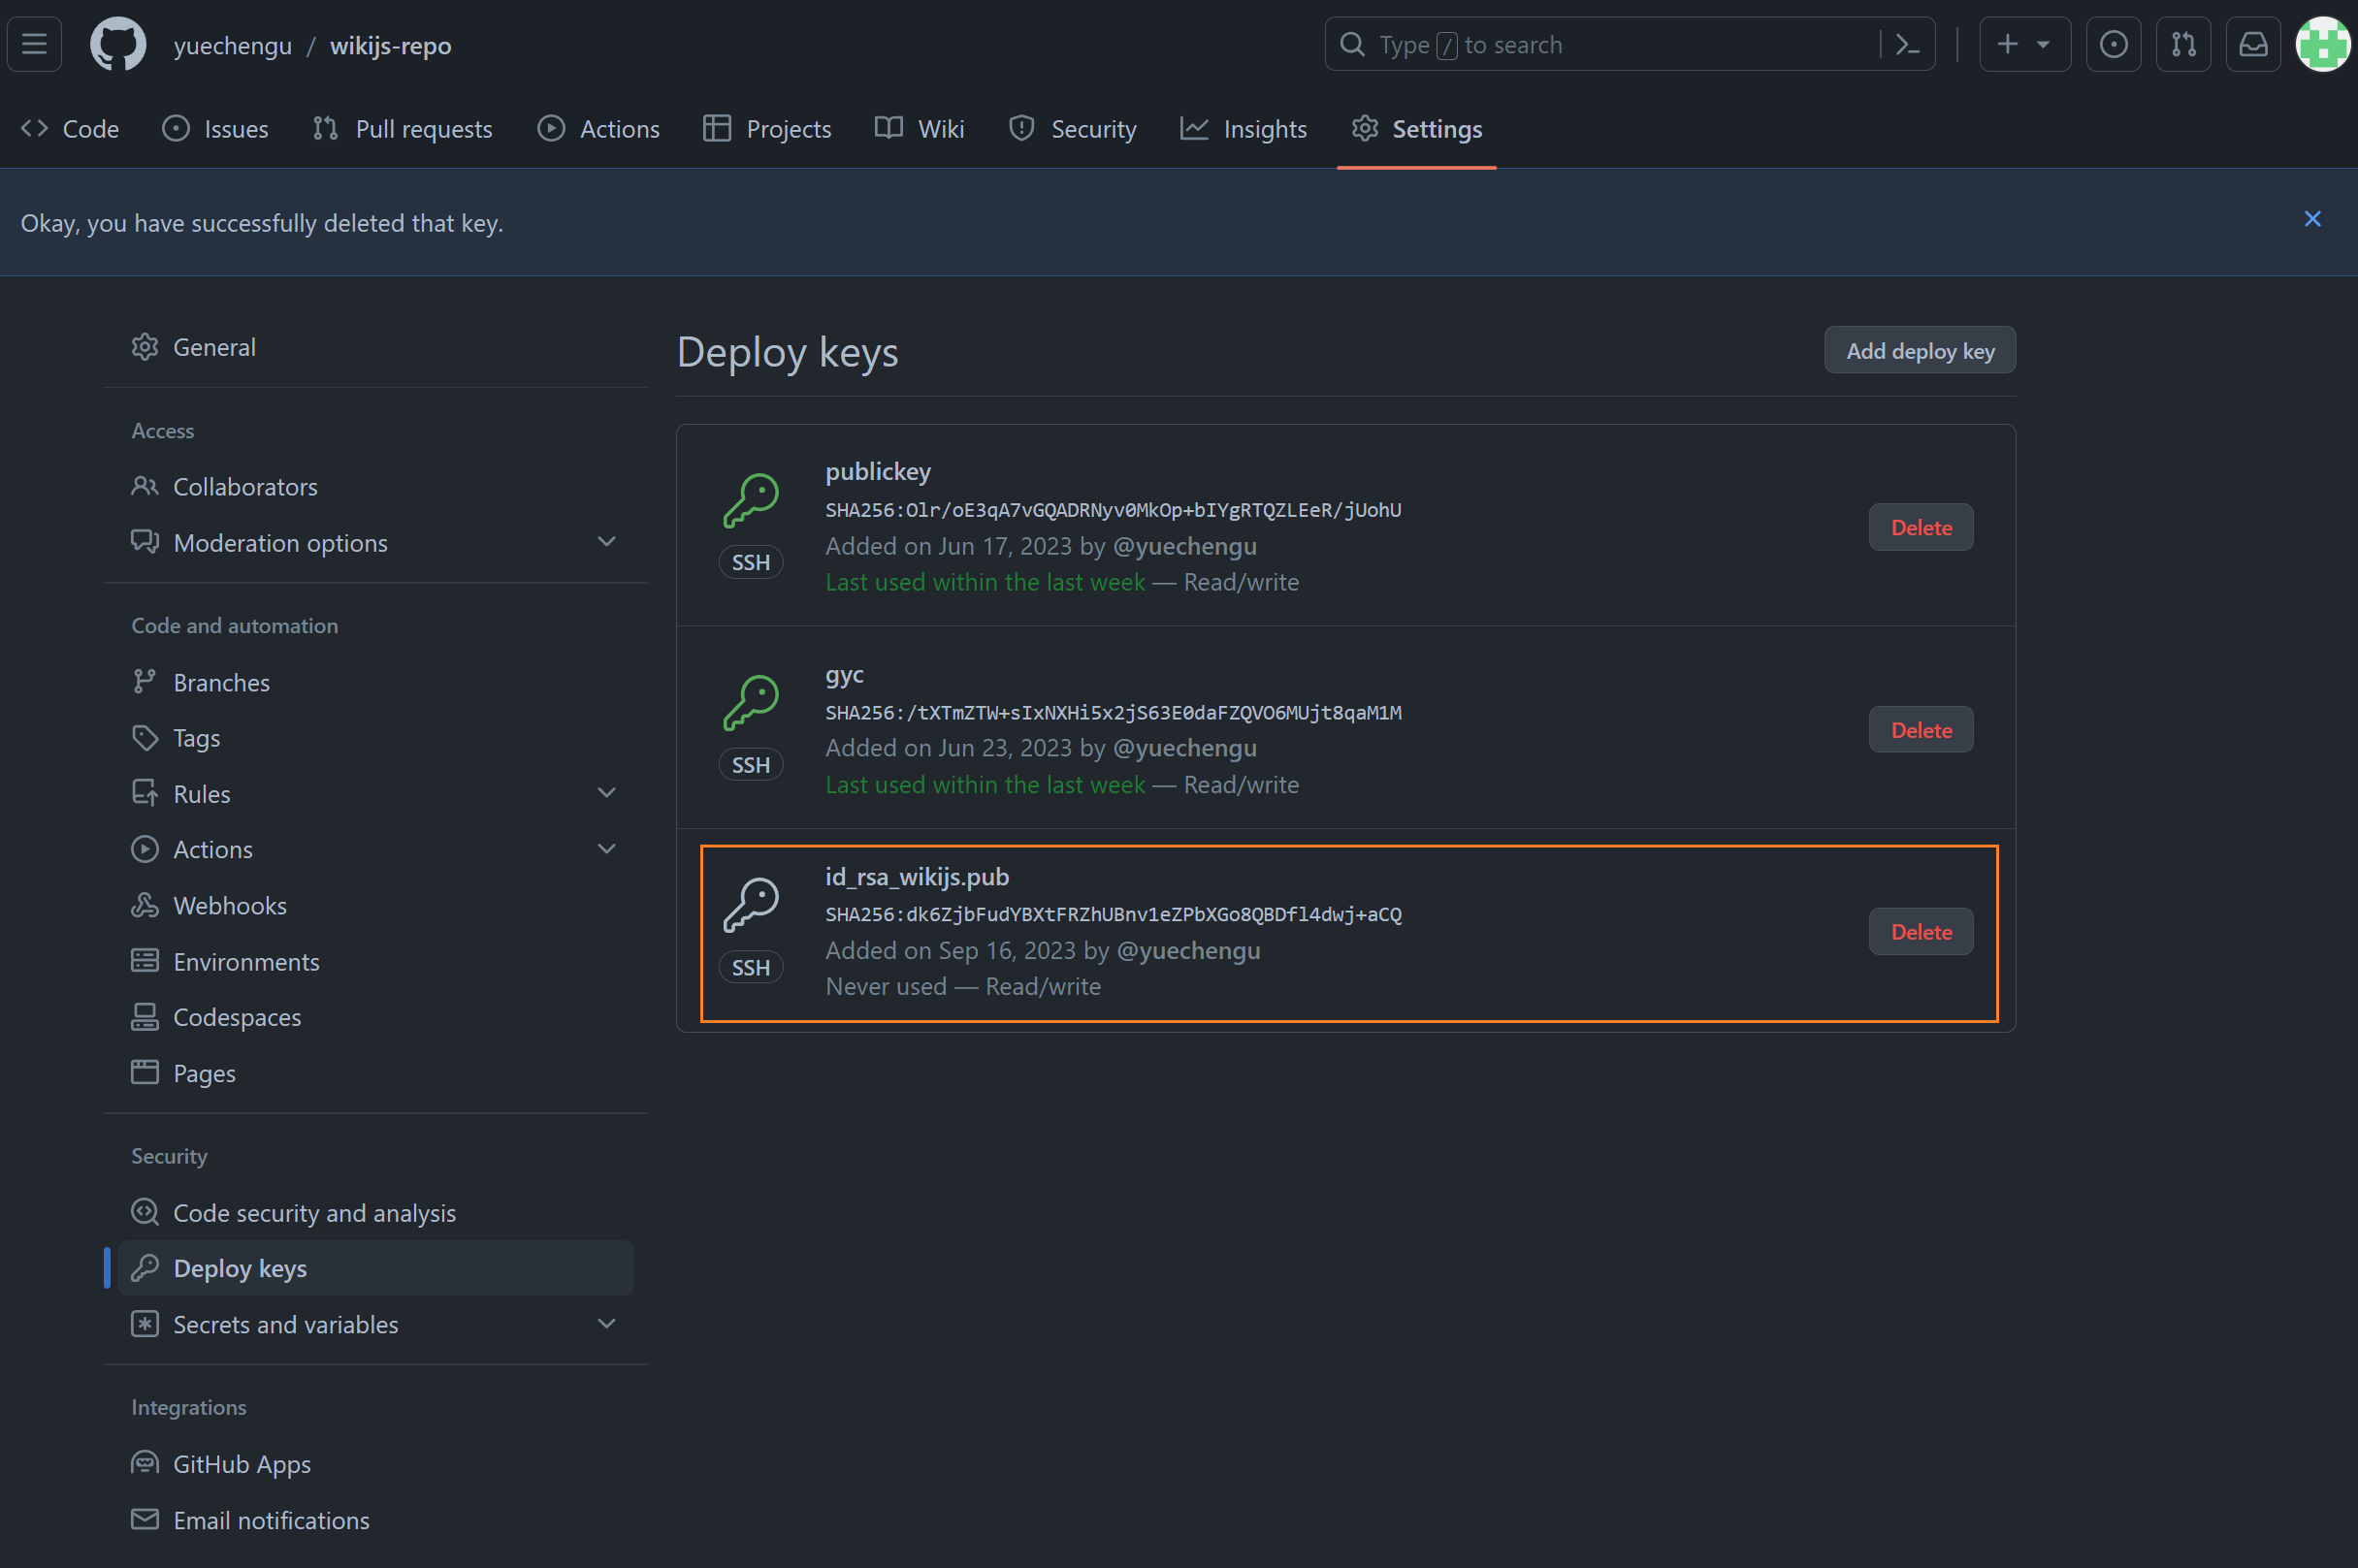 yuechengu / wikijs-repo
Type / to search
Code Issues Pull requests Actions Projects Wiki Security Insights Settings
Okay, you have successfully deleted that key.
General
Access
Collaborators
Moderation options
Code and automation
Branches
Tags
Rules
Actions
Webhooks
Environments
Codespaces
Pages
Security
Code security and analysis
Deploy keys
Secrets and variables
Integrations
GitHub Apps
Email notifications
Deploy keys
Add deploy key
publickey
SHA256:Olr/oE3qA7vGQADRNyv0MkOp+bIYgRTQZLEeR/jUohU
Added on Jun 17, 2023 by @yuechengu
Last used within the last week — Read/write
SSH
Delete
gyc
SHA256:/tXTmZTW+sIxNXHi5x2jS63E0daFZQVO6MUjt8qaM1M
Added on Jun 23, 2023 by @yuechengu
Last used within the last week — Read/write
SSH
Delete
id_rsa_wikijs.pub
SHA256:dk6ZjbFudYBXtFRZhUBnv1eZPbXGo8QBDfl4dwj+aCQ
Added on Sep 16, 2023 by @yuechengu
Never used — Read/write
SSH
Delete